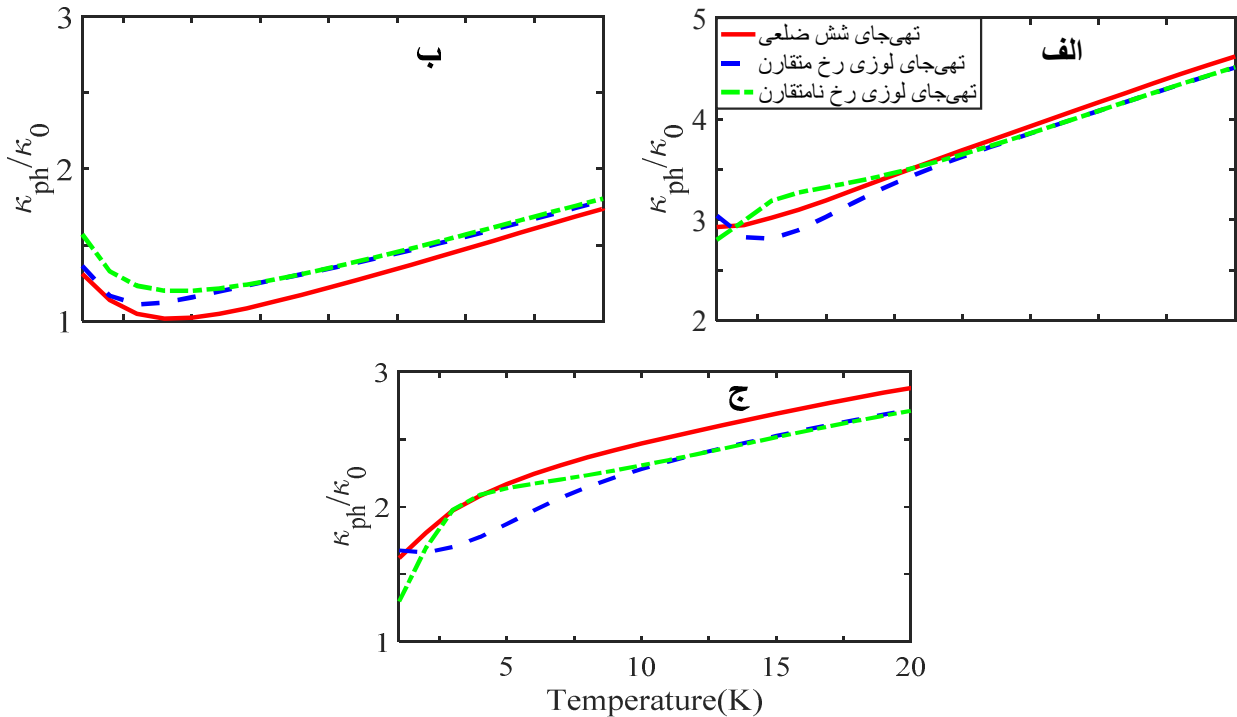 الف
تهی‌جای شش ضلعی
تهی‌جای لوزی رخ متقارن
تهی‌جای لوزی رخ نامتقارن
5
4
3
2
κph/κ0
ب
3
2
1
κph/κ0
ج
3
2
1
κph/κ0
5 10 15 20
Temperature(K)